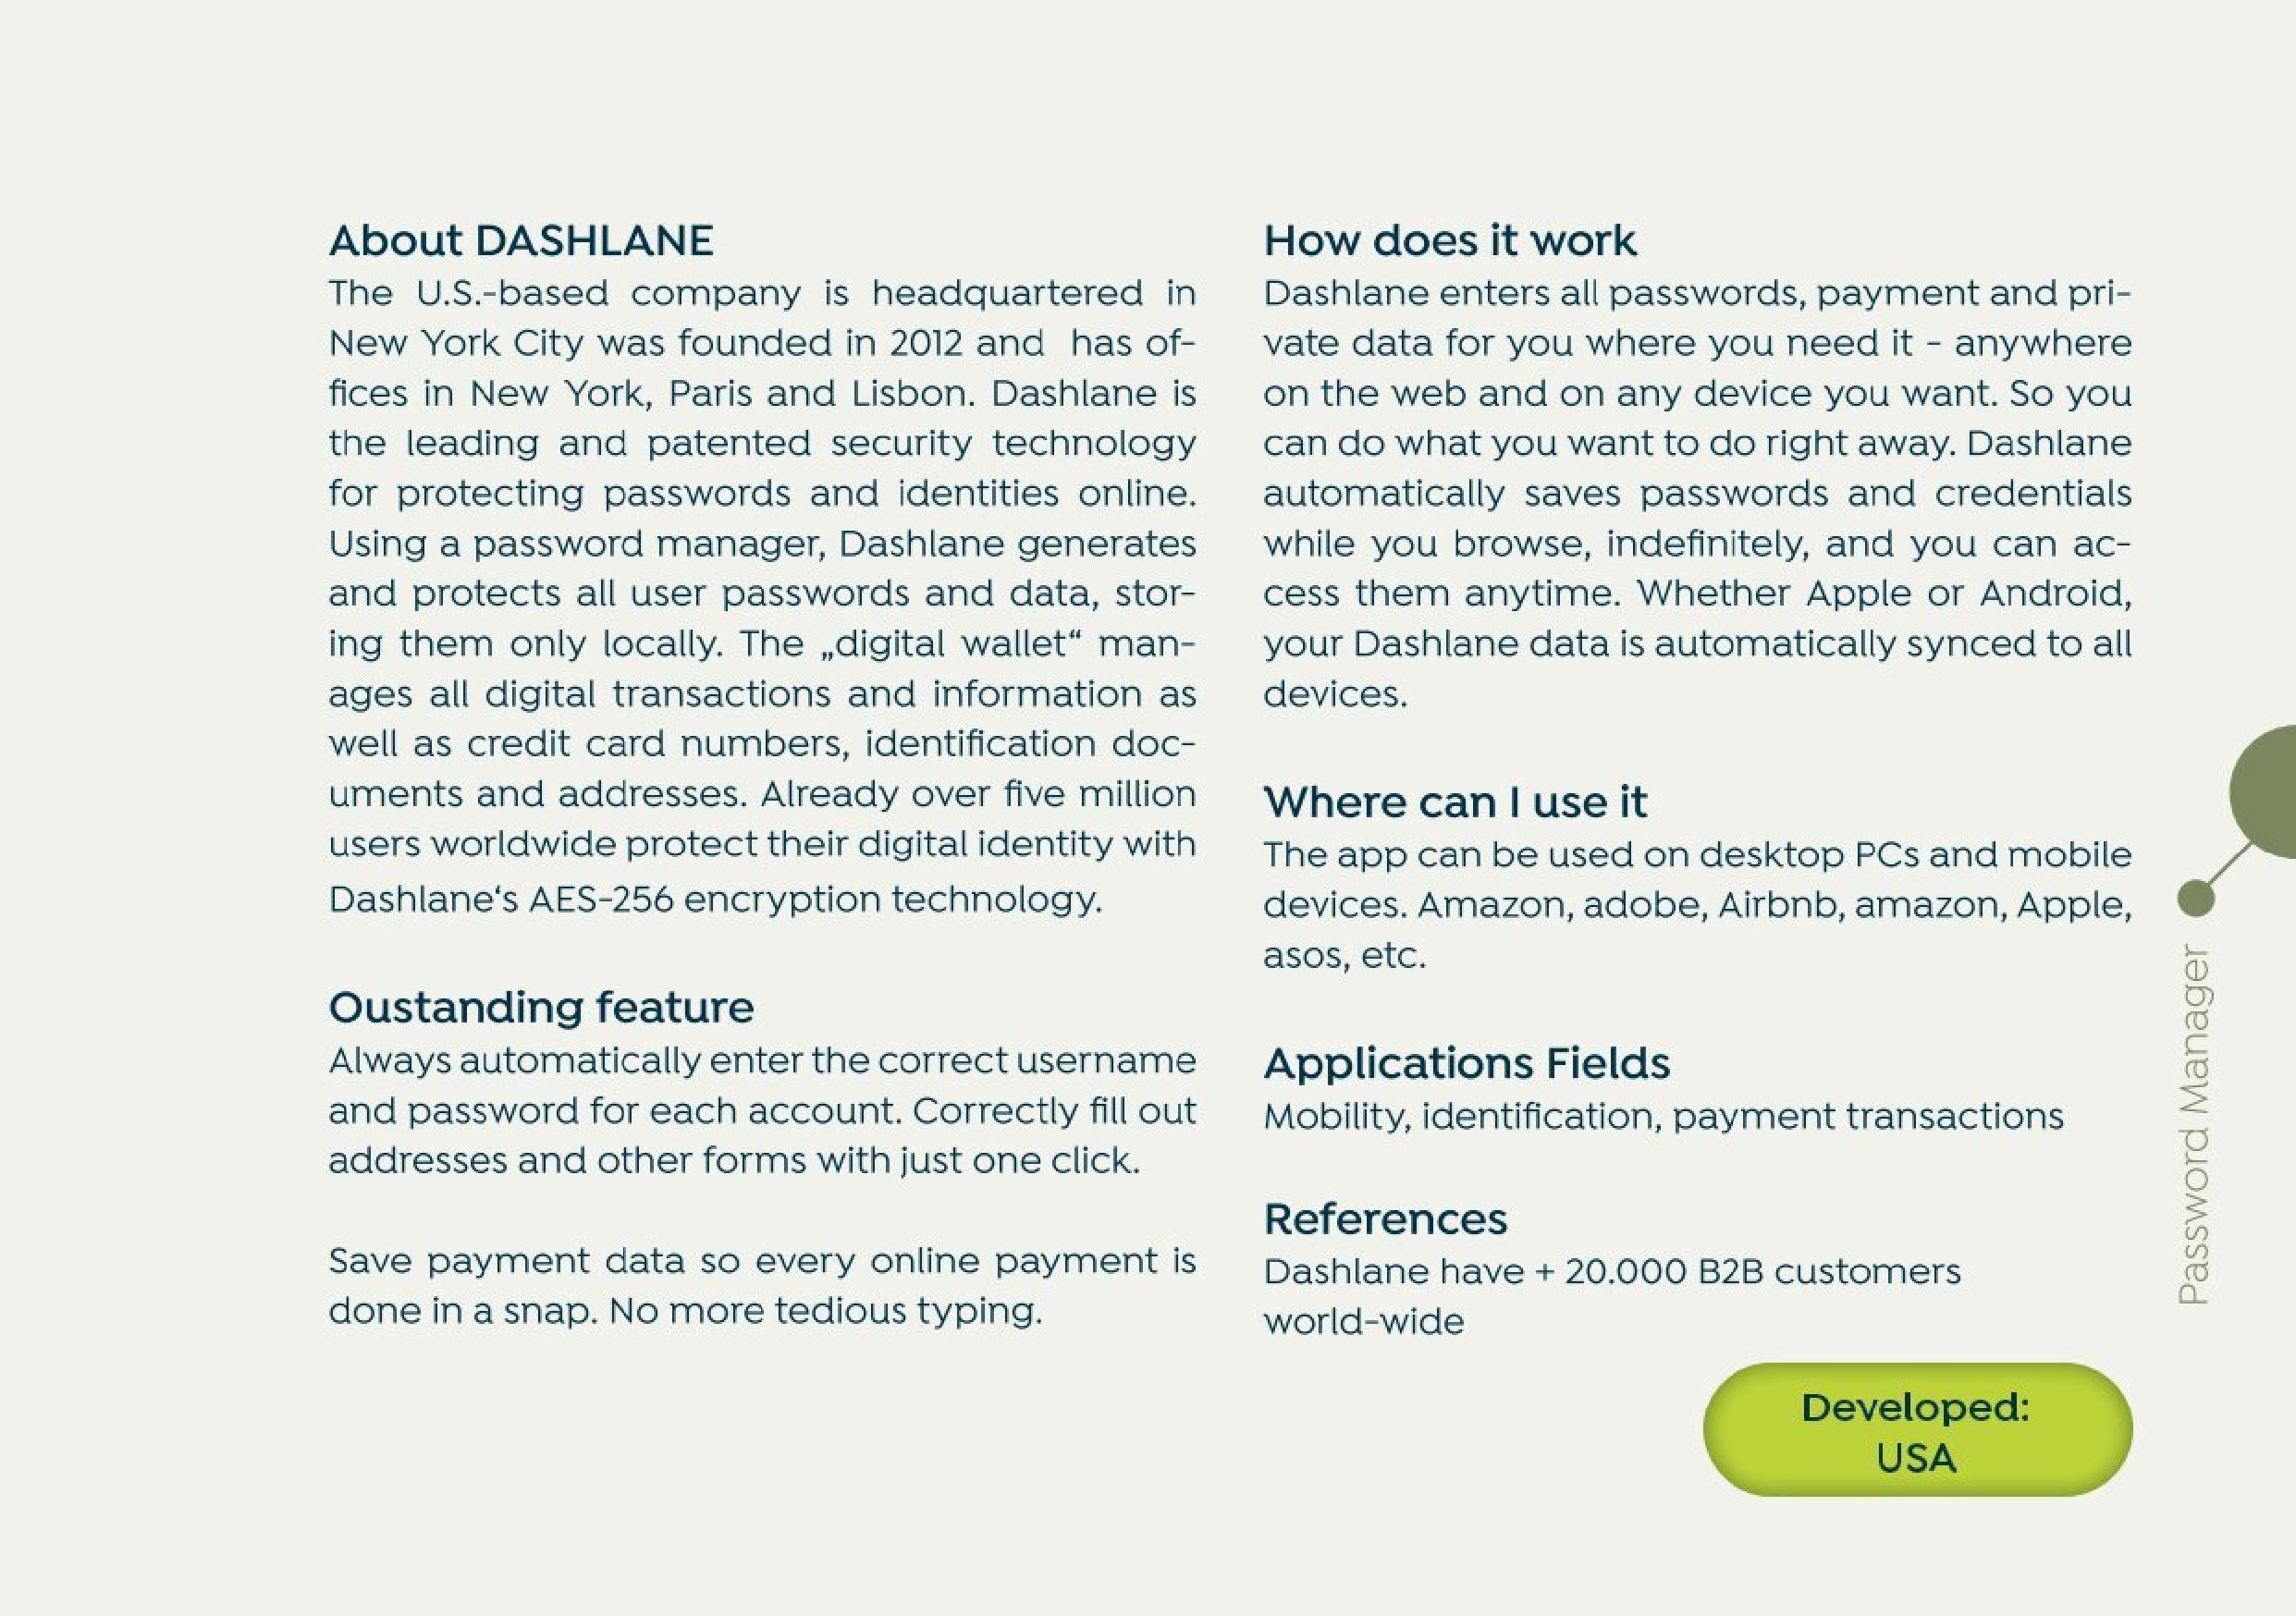 About DASHLANE
The U.S.-based company is headquartered in
New York City was founded in 2012 and  has of-
fices in New York, Paris and Lisbon. Dashlane is
the leading and patented security technology
for protecting passwords and identities online.
Using a password manager, Dashlane generates
and protects all user passwords and data, stor-
ing them only locally. The „digital wallet“ man-
ages all digital transactions and information as
well as credit card numbers, identification doc-
uments and addresses. Already over five million
users worldwide protect their digital identity with
Dashlane‘s AES-256 encryption technology.
Oustanding feature
Always automatically enter the correct username
and password for each account. Correctly fill out
addresses and other forms with just one click.
Save payment data so every online payment is
done in a snap. No more tedious typing.
How does it work
Dashlane enters all passwords, payment and pri-
vate data for you where you need it - anywhere
on the web and on any device you want. So you
can do what you want to do right away. Dashlane
automatically saves passwords and credentials
while you browse, indefinitely, and you can ac-
cess them anytime. Whether Apple or Android,
your Dashlane data is automatically synced to all
devices.
Where can I use it
The app can be used on desktop PCs and mobile
devices. Amazon, adobe, Airbnb, amazon, Apple,
asos, etc.
Applications Fields
Mobility, identification, payment transactions
References
Dashlane have + 20.000 B2B customers
world-wide
Developed:
USA
Password Manager